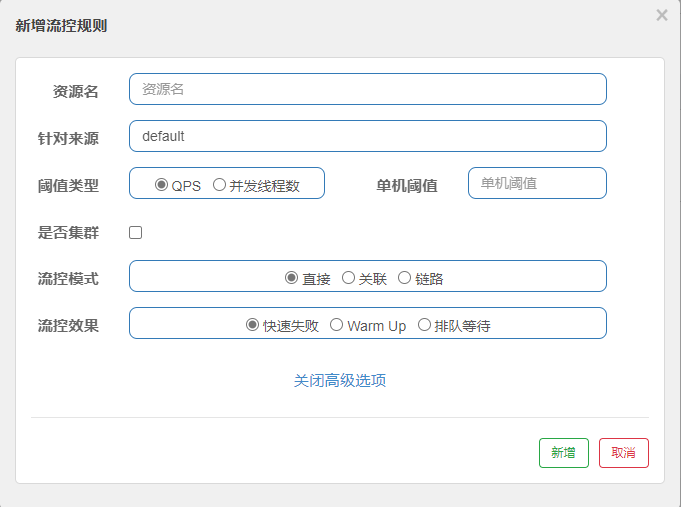 新增流控规则
×
资源名 资源名
针对来源 default
阈值类型 QPS 并发线程数 单机阈值 单机阈值
是否集群
流控模式 直接 关联 链路
流控效果 快速失败 Warm Up 排队等待
关闭高级选项
新增 取消